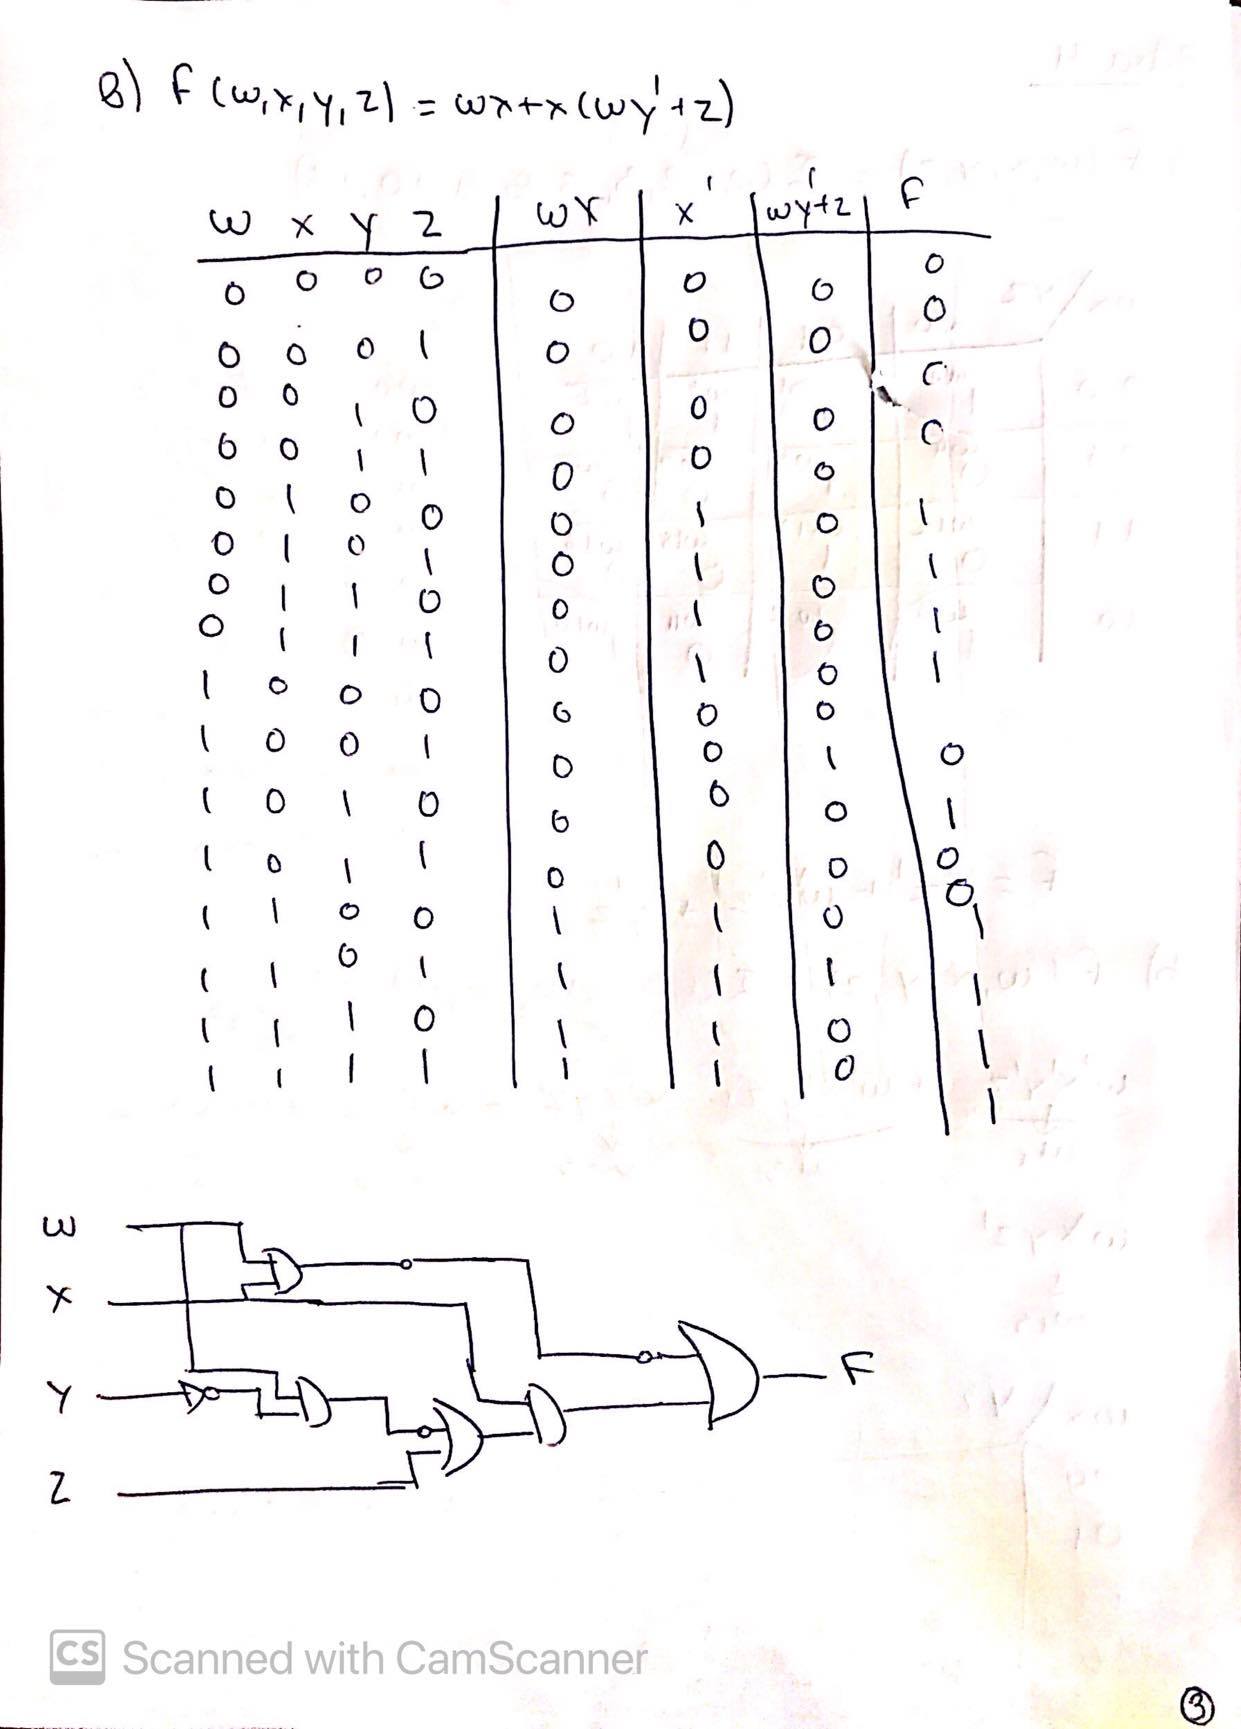 B) F (w,x,y,z) = wx+x(wy'+z)
w x y z | wx | x' | wy'+z | F
0 0 0 0 0 0 0 0
0 0 0 1 0 0 0 0
0 0 1 0 0 0 0 0
0 0 1 1 0 0 0 0
0 1 0 0 0 1 0 1
0 1 0 1 0 1 0 1
0 1 1 0 0 1 0 1
0 1 1 1 0 1 0 1
1 0 0 0 0 0 0 0
1 0 0 1 0 0 1 1
1 0 1 0 0 0 0 0
1 0 1 1 0 0 0 0
1 1 0 0 1 1 0 1
1 1 0 1 1 1 1 1
1 1 1 0 1 1 0 1
1 1 1 1 1 1 0 1
w
x
F
y
z
CS Scanned with CamScanner
3